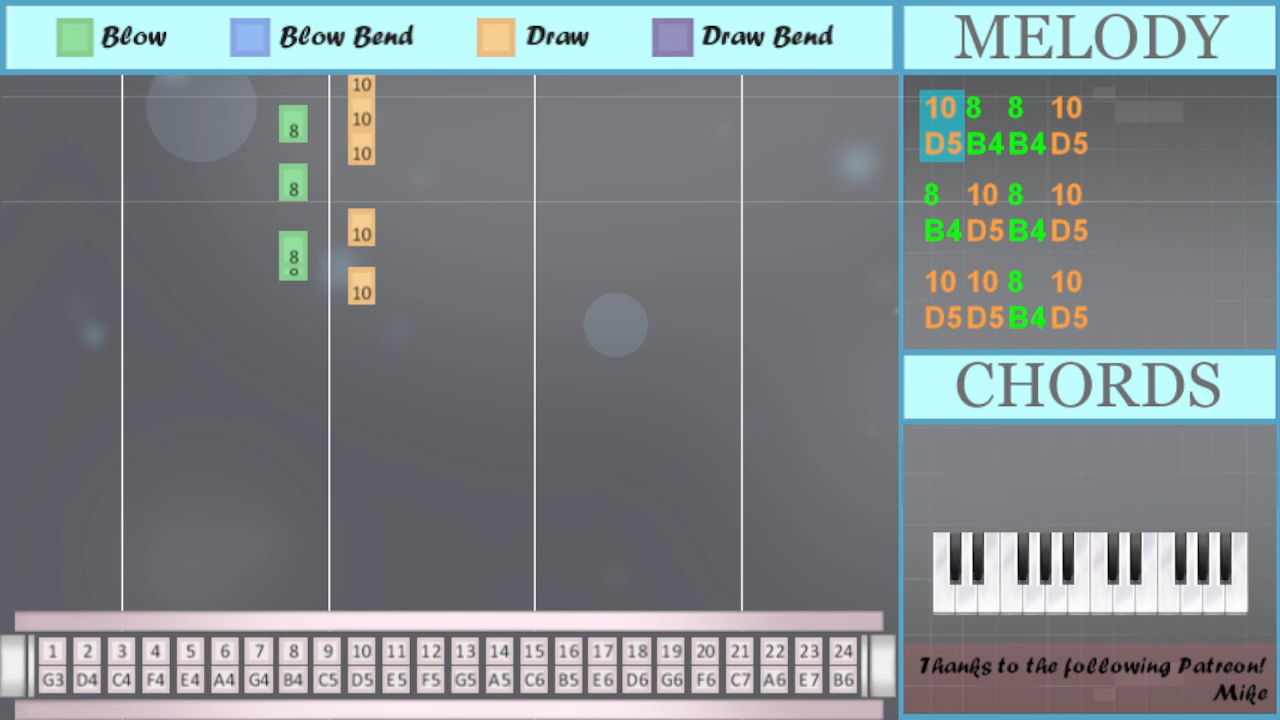 Blow Blow Bend Draw Draw Bend
MELODY
10
8 10
10
8
10
8
8
10
10 8 8 10
D5 B4 B4 D5
8 10 8 10
B4 D5 B4 D5
10 10 8 10
D5 D5 B4 D5
CHORDS
1 2 3 4 5 6 7 8 9 10 11 12 13 14 15 16 17 18 19 20 21 22 23 24
G3 D4 C4 F4 E4 A4 G4 B4 C5 D5 E5 F5 G5 A5 C6 B5 E6 D6 G6 F6 C7 A6 E7 B6
Thanks to the following Patreon!
Mike